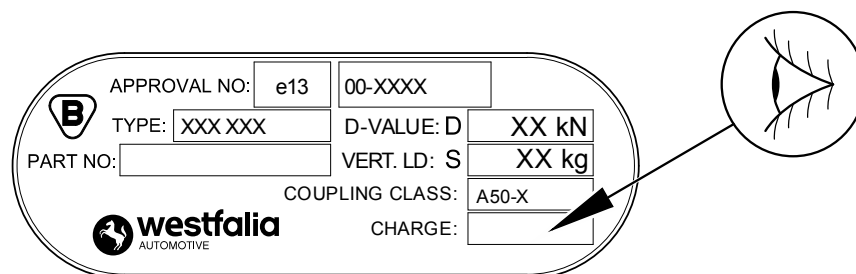 APPROVAL NO: e13 00-XXXX
B
TYPE: XXX XXX D-VALUE: D XX kN
PART NO: VERT. LD: S XX kg
COUPLING CLASS: A50-X
westfalia
AUTOMOTIVE
CHARGE: